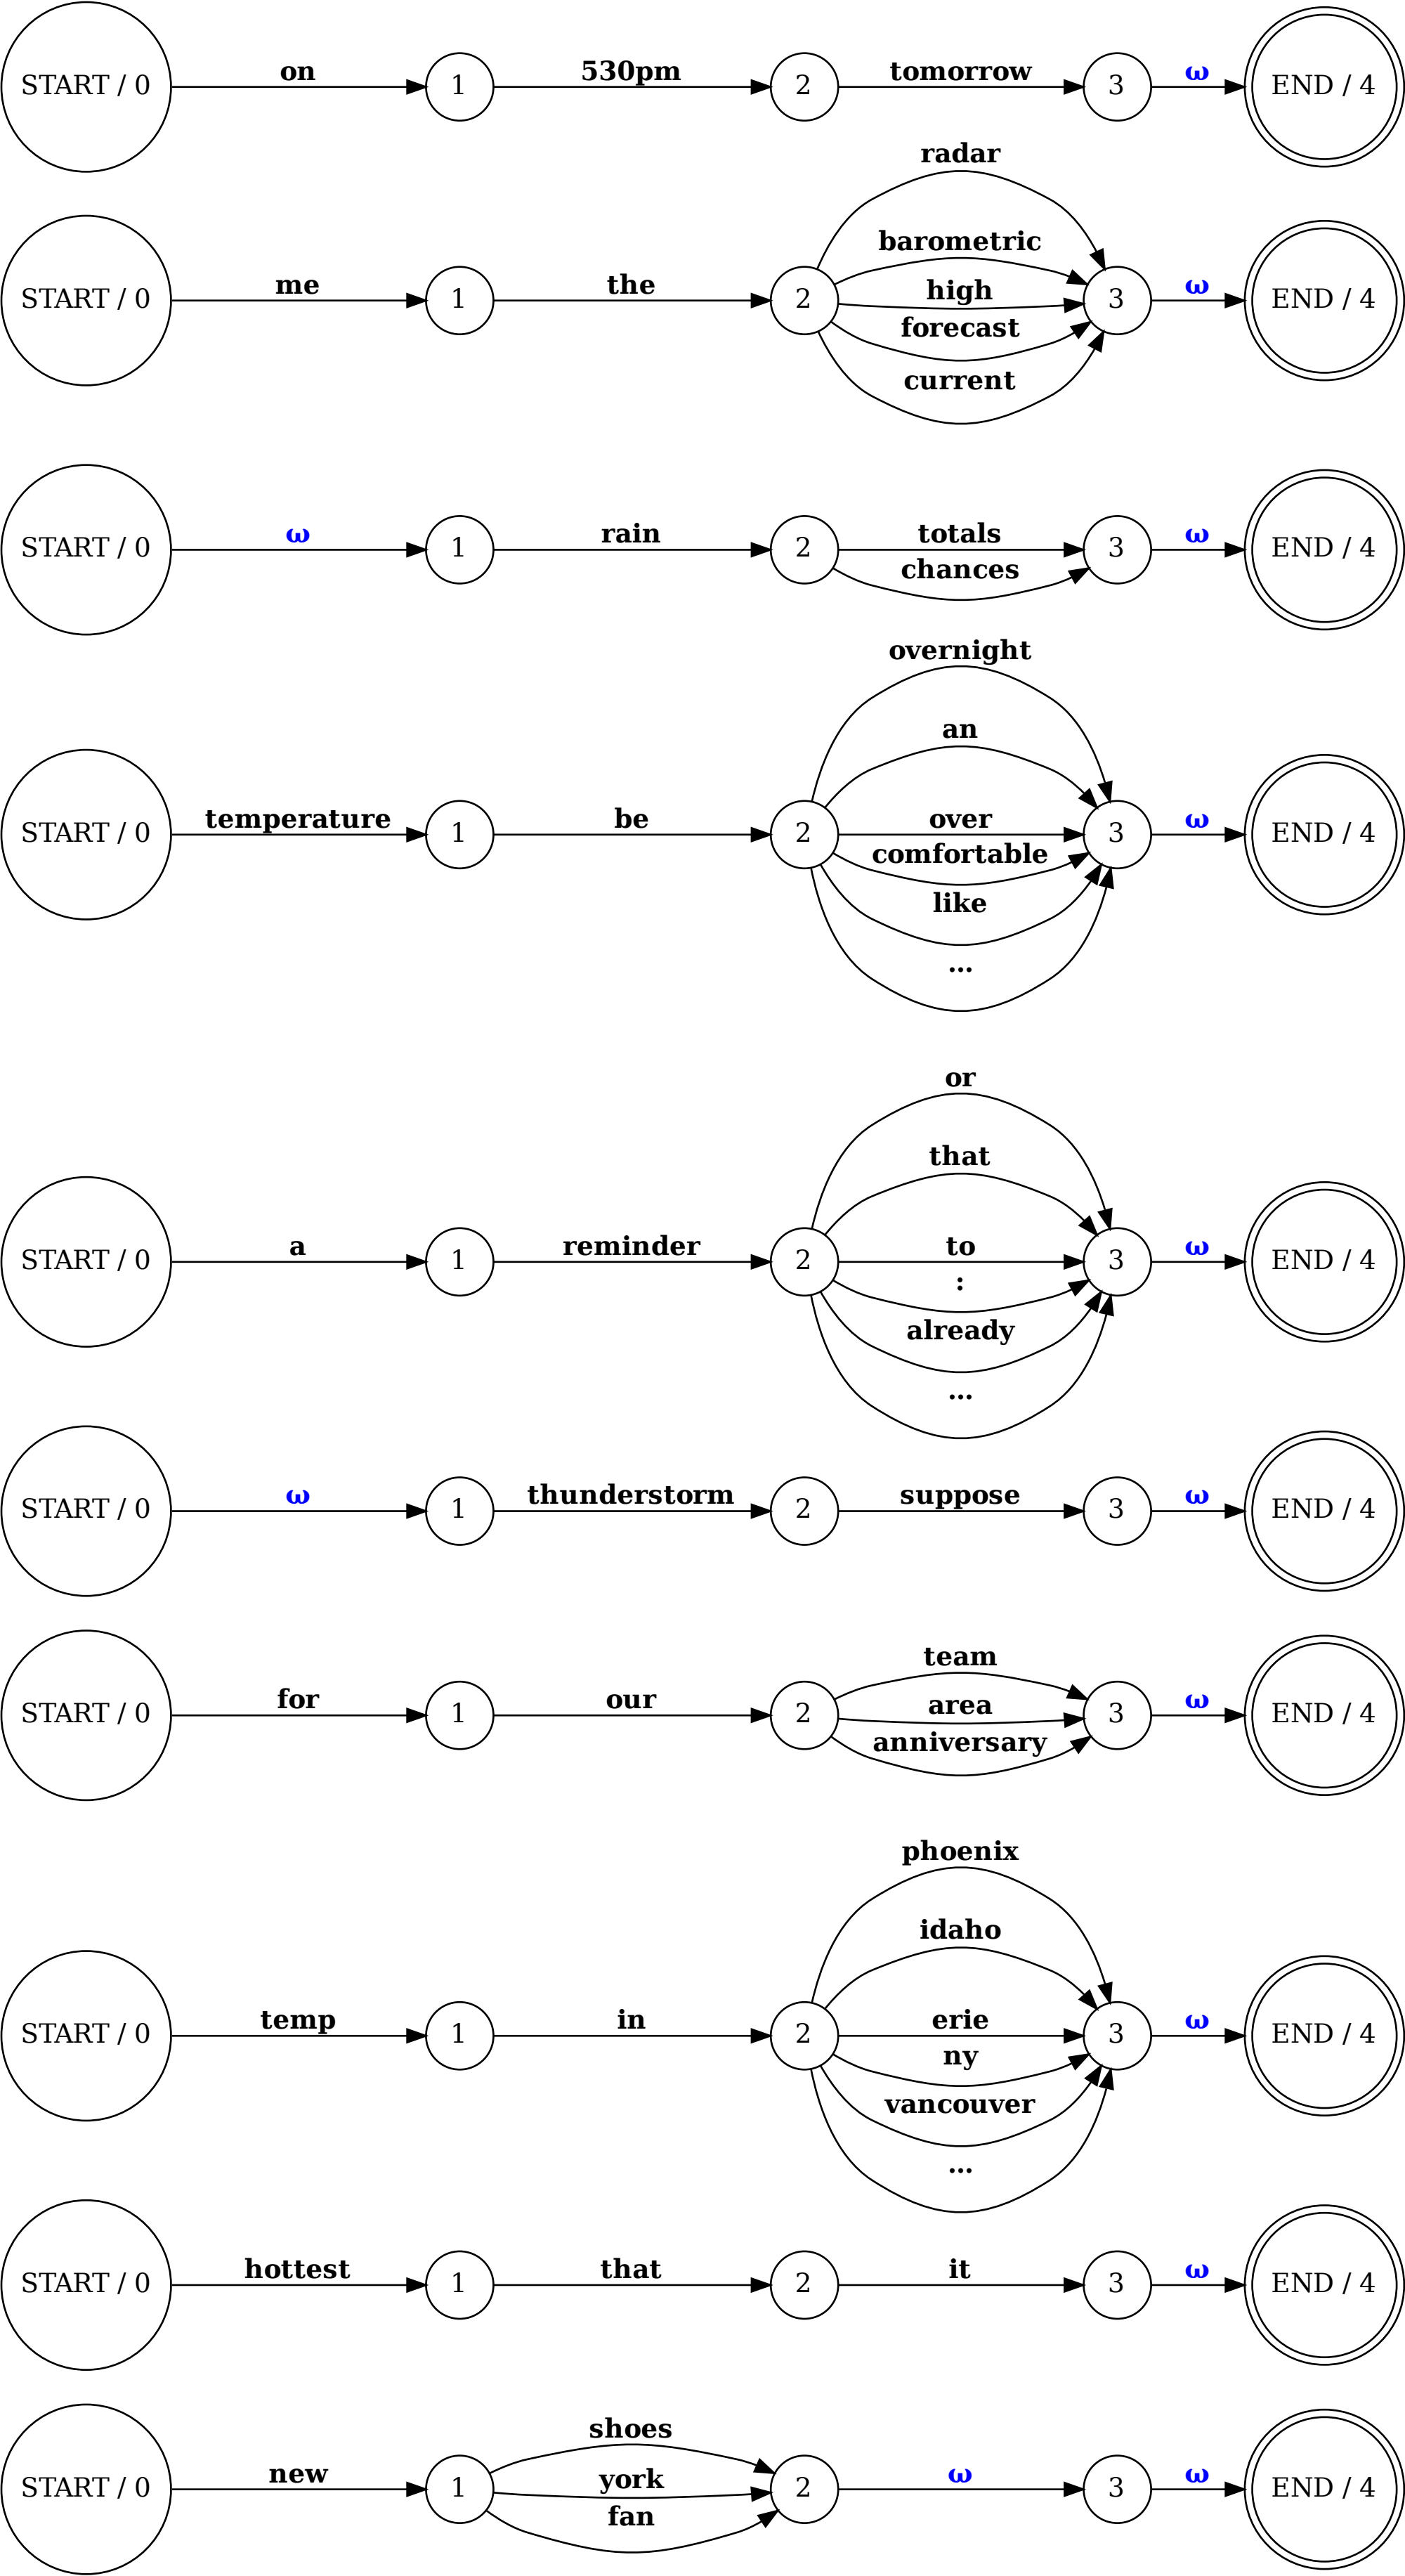 START / 0 on 1 530pm 2 tomorrow 3 ω END / 4
radar
barometric
START / 0 me 1 the 2 high 3 ω END / 4
forecast
current
START / 0 ω 1 rain 2 totals 3 ω END / 4
chances
overnight
an
START / 0 temperature 1 be 2 over 3 ω END / 4
comfortable
like
...
or
that
START / 0 a 1 reminder 2 to 3 ω END / 4
:
already
...
START / 0 ω 1 thunderstorm 2 suppose 3 ω END / 4
team
START / 0 for 1 our 2 area 3 ω END / 4
anniversary
phoenix
idaho
START / 0 temp 1 in 2 erie 3 ω END / 4
ny
vancouver
...
START / 0 hottest 1 that 2 it 3 ω END / 4
shoes
START / 0 new 1 york 2 ω 3 ω END / 4
fan